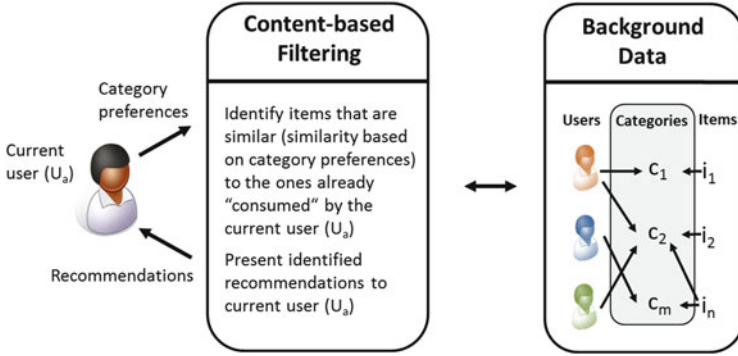 Content-based
Filtering
Background
Data
Category
preferences
Current
user (Uₐ)
Recommendations
Identify items that are
similar (similarity based
on category preferences)
to the ones already
“consumed“ by the
current user (Uₐ)
Present identified
recommendations to
current user (Uₐ)
Users Categories Items
c₁ i₁
c₂ i₂
cₘ iₙ